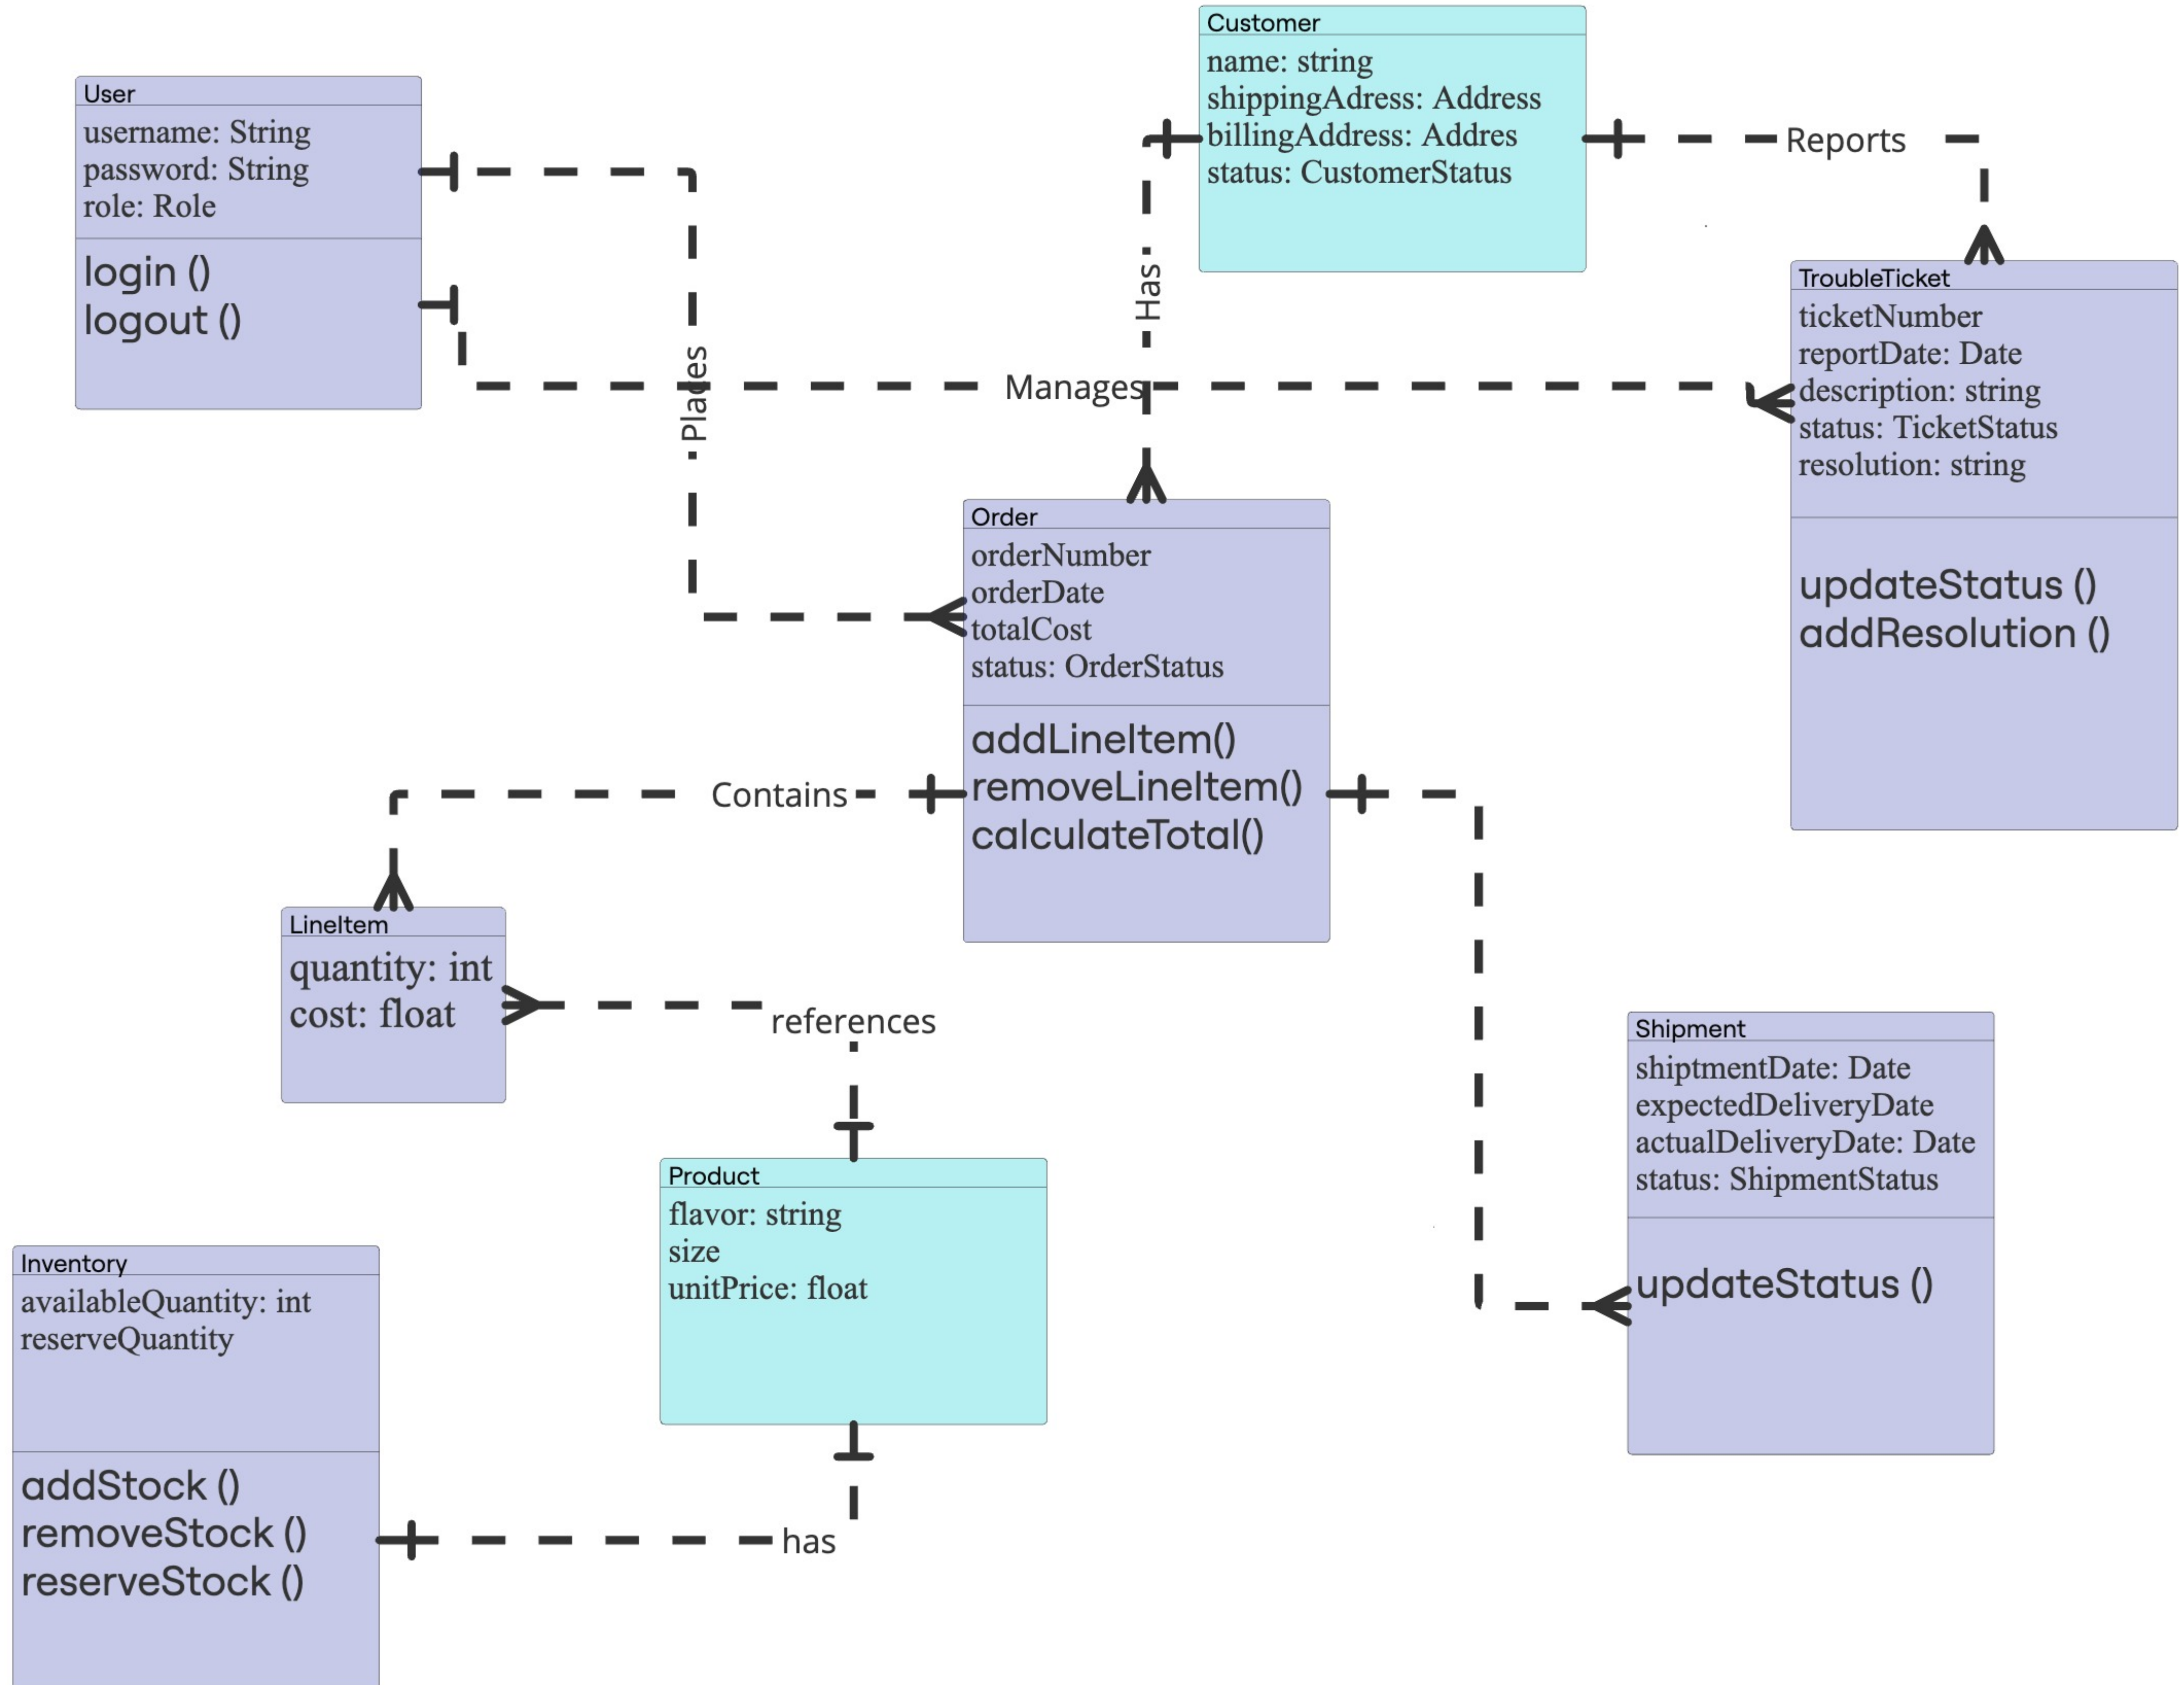 Customer
name: string
shippingAdress: Address
billingAddress: Addres
status: CustomerStatus
User
username: String
password: String
role: Role
login ()
logout ()
Reports
Has
Places
Manages
TroubleTicket
ticketNumber
reportDate: Date
description: string
status: TicketStatus
resolution: string
updateStatus ()
addResolution ()
Order
orderNumber
orderDate
totalCost
status: OrderStatus
addLineItem()
removeLineItem()
calculateTotal()
Contains
LineItem
quantity: int
cost: float
references
Shipment
shiptmentDate: Date
expectedDeliveryDate
actualDeliveryDate: Date
status: ShipmentStatus
updateStatus ()
Product
flavor: string
size
unitPrice: float
Inventory
availableQuantity: int
reserveQuantity
addStock ()
removeStock ()
reserveStock ()
has